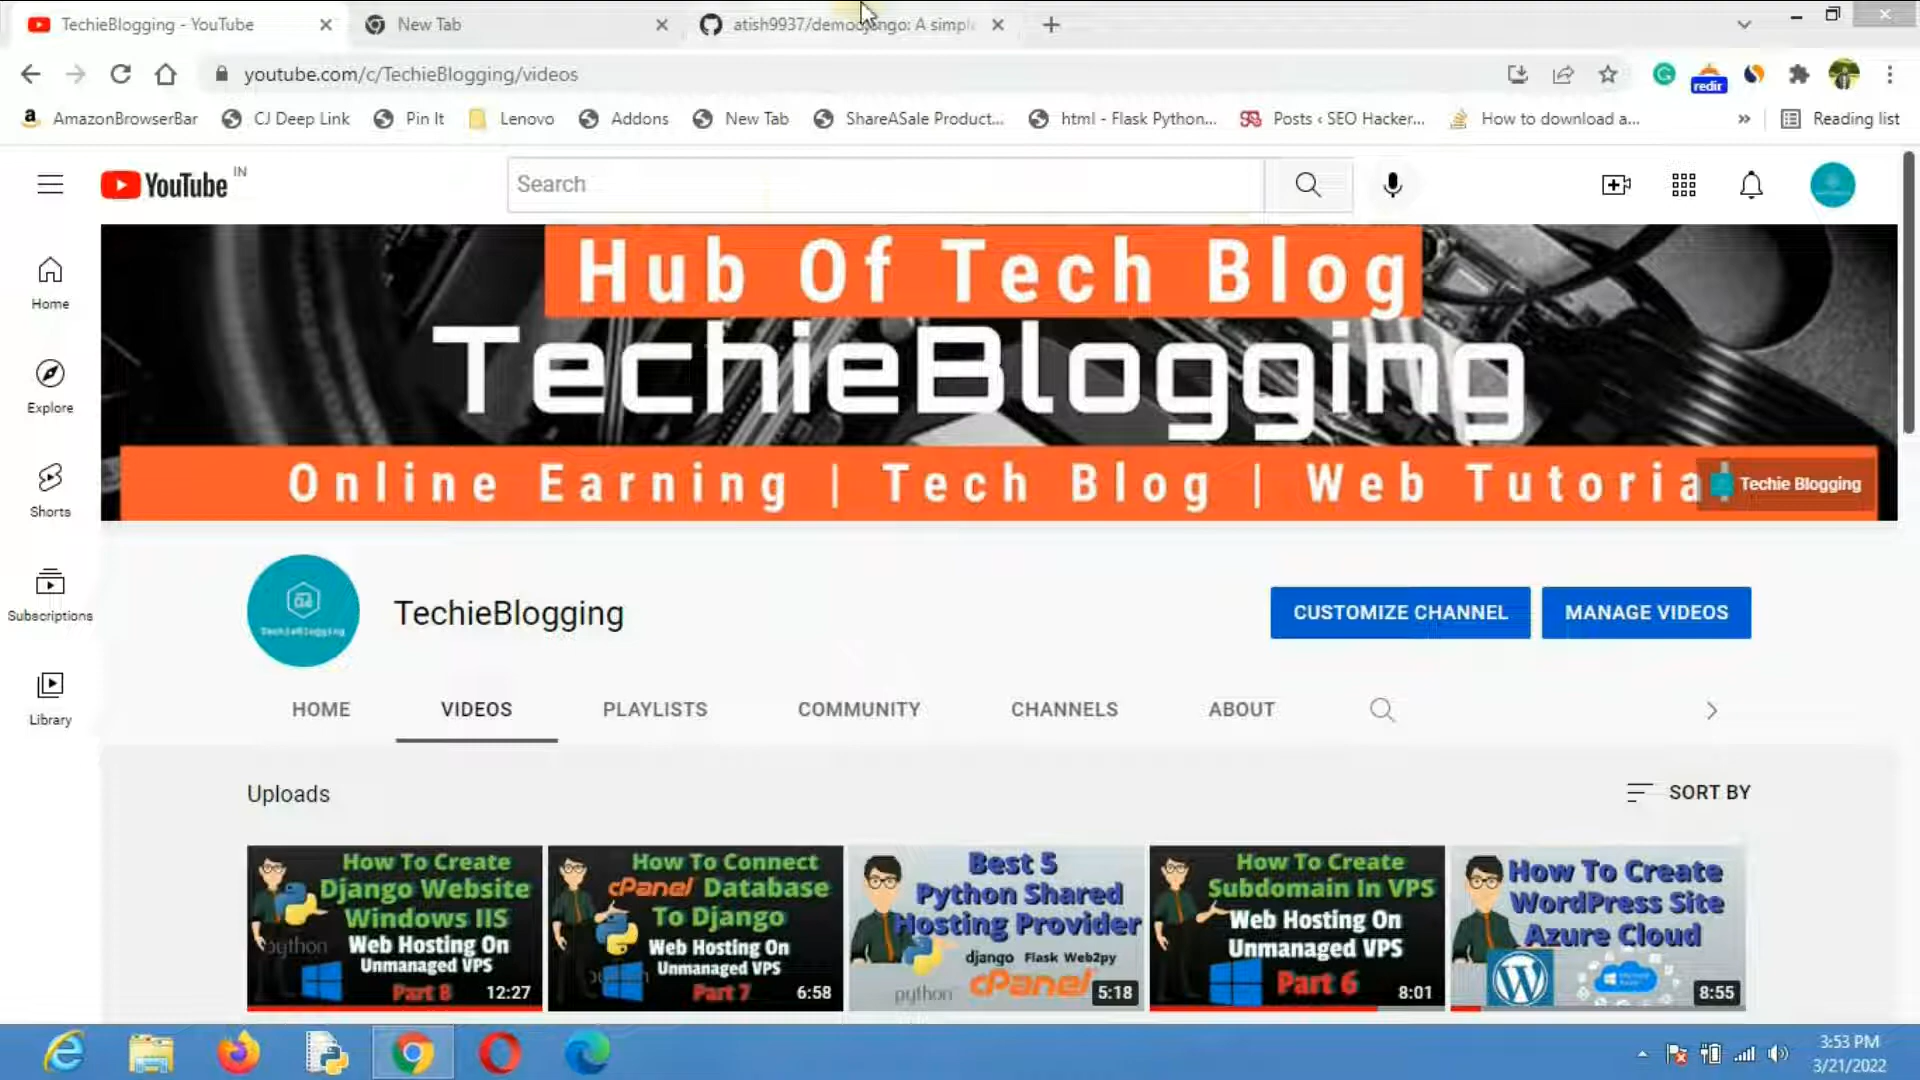 TechieBlogging - YouTube
New Tab
atish9937/demodjango: A simpl
youtube.com/c/TechieBlogging/videos
redir
AmazonBrowserBar
CJ Deep Link
Pin It
Lenovo
Addons
New Tab
ShareASale Product...
html - Flask Python...
Posts ‹ SEO Hacker...
How to download a...
»
Reading list
YouTube IN
Search
Hub Of Tech Blog
TechieBlogging
Online Earning | Tech Blog | Web Tutorial
Techie Blogging
Home
Explore
Shorts
Subscriptions
Library
TechieBlogging
TechieBlogging
CUSTOMIZE CHANNEL
MANAGE VIDEOS
HOME
VIDEOS
PLAYLISTS
COMMUNITY
CHANNELS
ABOUT
Uploads
SORT BY
How To Create
Django Website
Windows IIS
python
Web Hosting On
Unmanaged VPS
Part 8
12:27
How To Connect
cPanel Database
To Django
Web Hosting On
Unmanaged VPS
Part 7
6:58
Best 5
Python Shared
Hosting Provider
django Flask Web2py
python
cPanel
5:18
How To Create
Subdomain In VPS
Web Hosting On
Unmanaged VPS
Part 6
8:01
How To Create
WordPress Site
Azure Cloud
8:55
3:53 PM
3/21/2022